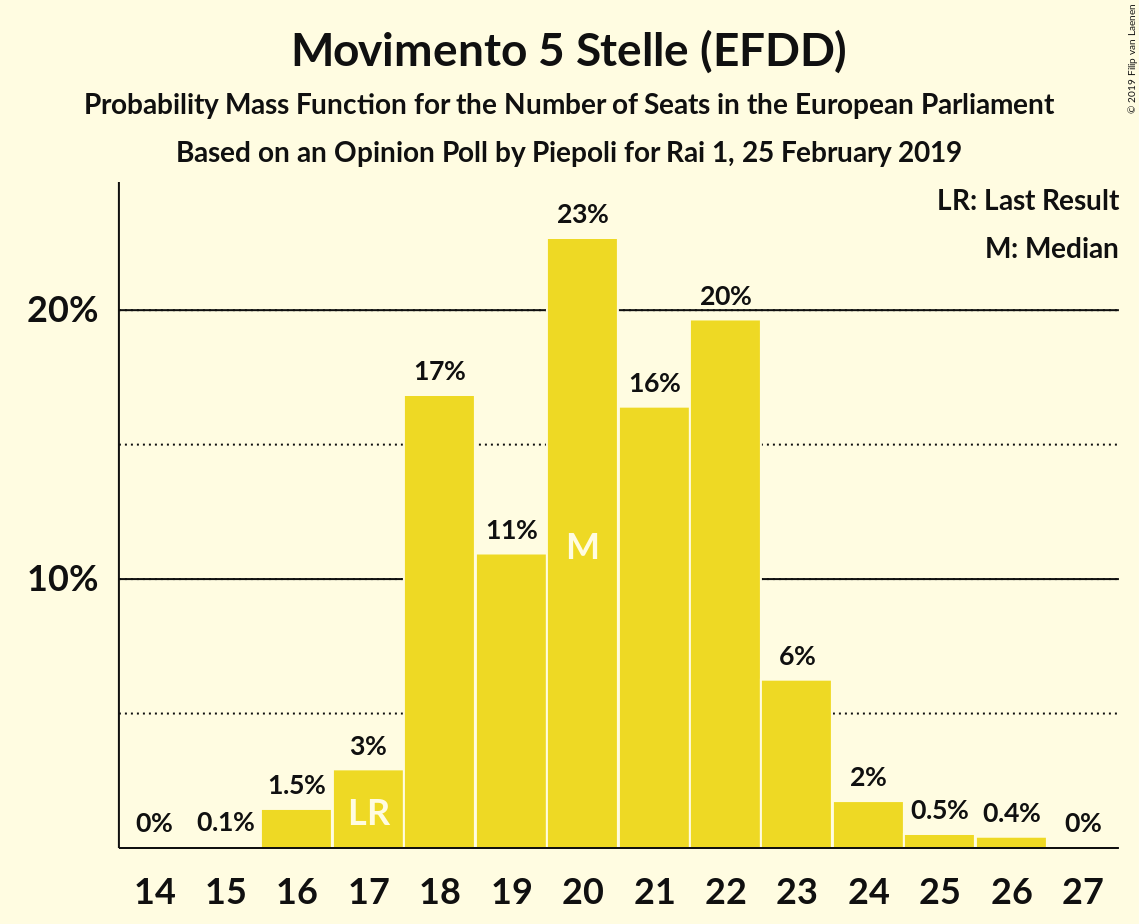 Movimento 5 Stelle (EFDD)
Probability Mass Function for the Number of Seats in the European Parliament
Based on an Opinion Poll by Piepoli for Rai 1, 25 February 2019
© 2019 Filip van Laenen
LR: Last Result
M: Median
23%
20%
20%
17%
16%
11%
M
10%
6%
3%
2%
1.5%
LR
0%
0.1%
0.5%
0.4%
0%
14 15 16 17 18 19 20 21 22 23 24 25 26 27